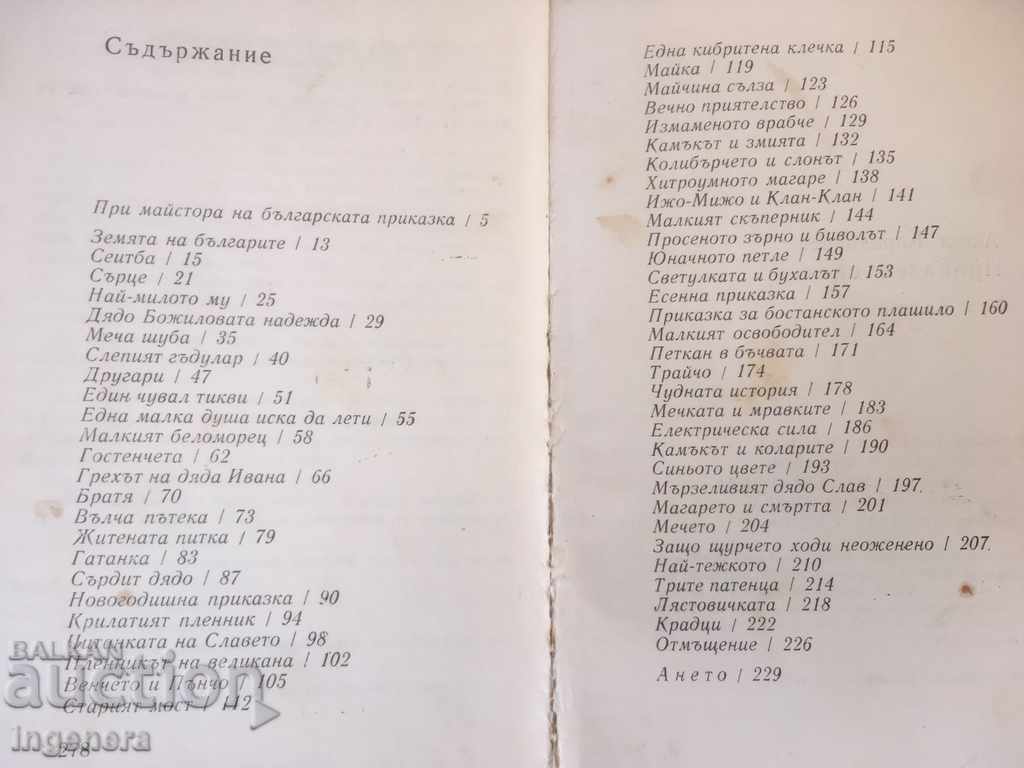 Съдържание
При майстора на българската приказка / 5
Земята на българите / 13
Сеитба / 15
Сърце / 21
Най-милото му / 25
Дядо Божиловата надежда / 29
Меча шуба / 35
Слепият гъдулар / 40
Другари / 47
Един чувал тикви / 51
Една малка душа иска да лети / 55
Малкият беломорец / 58
Гостенчета / 62
Грехът на дяда Ивана / 66
Братя / 70
Вълча пътека / 73
Житената питка / 79
Гатанка / 83
Сърдит дядо / 87
Новогодишна приказка / 90
Крилатият пленник / 94
Читанката на Славето / 98
Пленникът на великана / 102
Венчето и Пънчо / 105
Старият мост / 112
278
Една кибритена клечка / 115
Майка / 119
Майчина сълза / 123
Вечно приятелство / 126
Измаменото врабче / 129
Камъкът и змията / 132
Колибърчето и слонът / 135
Хитроумното магаре / 138
Ижо-Мижо и Клан-Клан / 141
Малкият скъперник / 144
Просеното зърно и биволът / 147
Юначното петле / 149
Светулката и бухалът / 153
Есенна приказка / 157
Приказка за бостанското плашило / 160
Малкият освободител / 164
Петкан в бъчвата / 171
Трайчо / 174
Чудната история / 178
Мечката и мравките / 183
Електрическа сила / 186
Камъкът и коларите / 190
Синьото цвете / 193
Мързеливият дядо Слав / 197
Магарето и смъртта / 201
Мечето / 204
Защо щурчето ходи неоженено / 207
Най-тежкото / 210
Трите патенца / 214
Лястовичката / 218
Крадци / 222
Отмъщение / 226
Ането / 229
BALKAN
auction
Ingenera